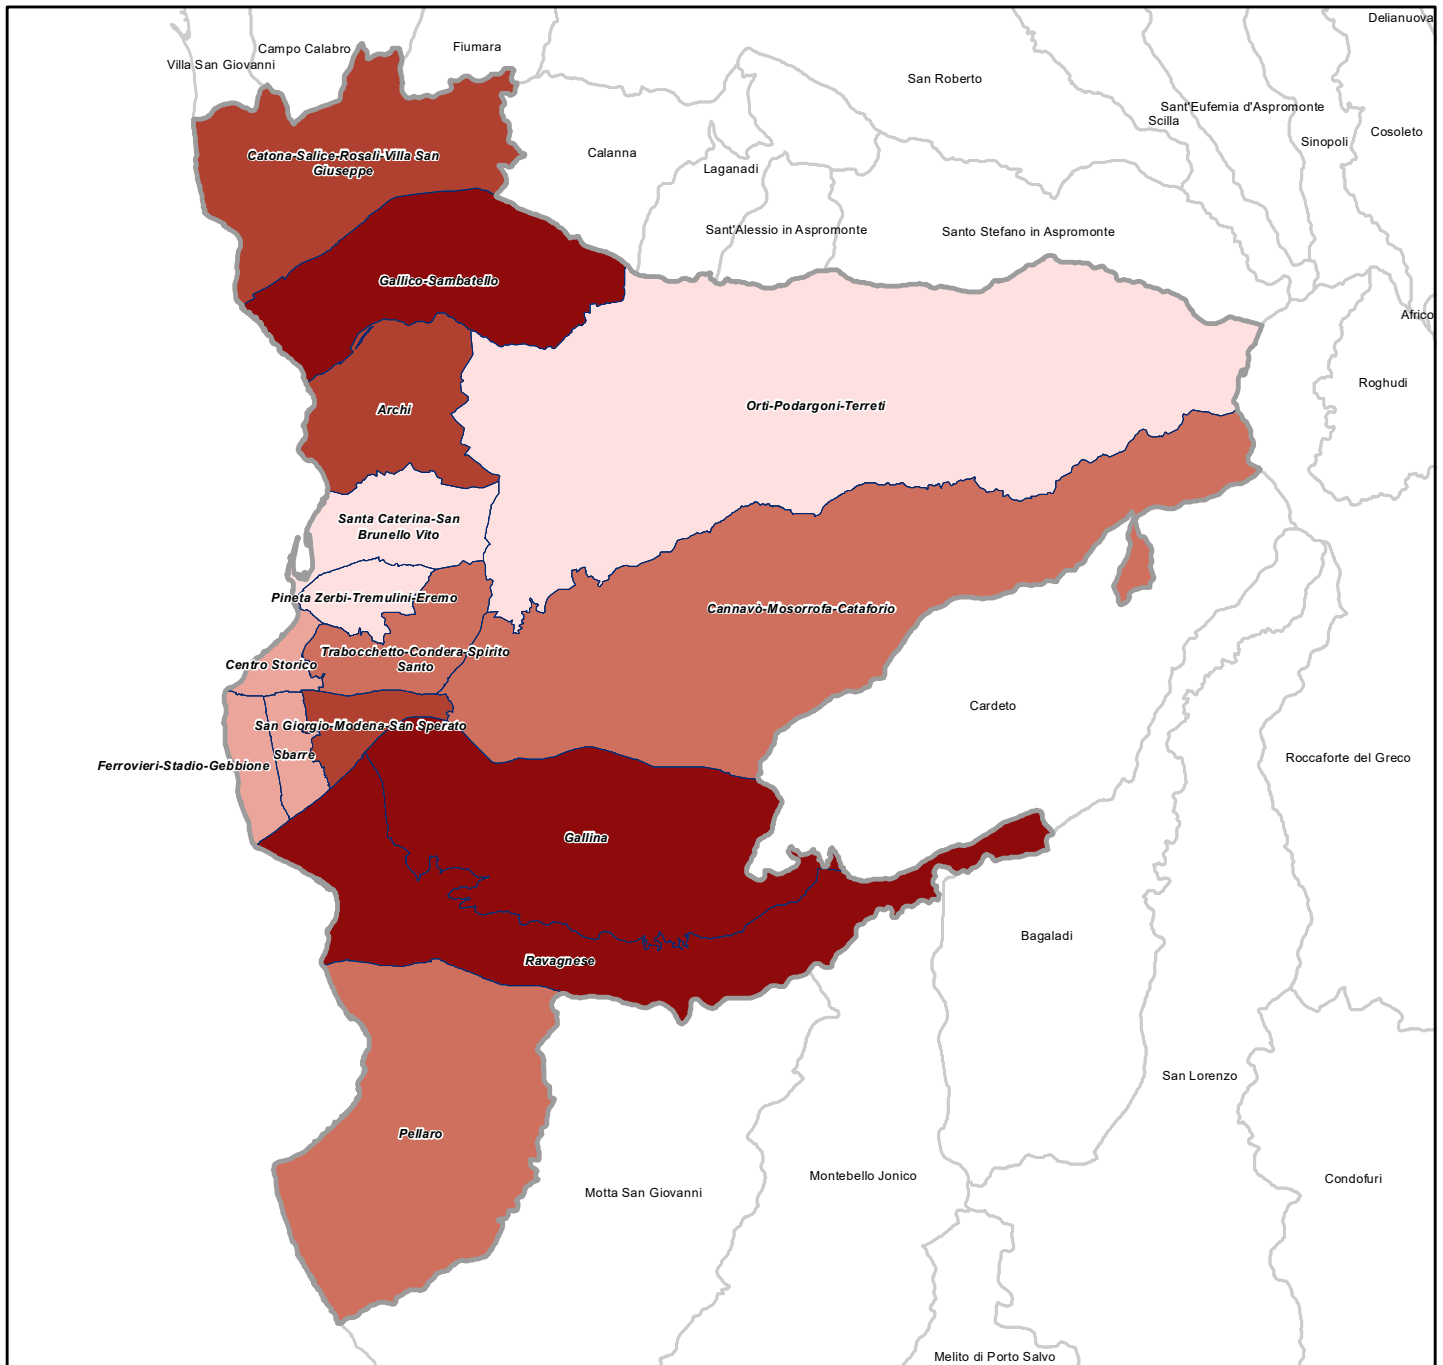 Delianuova
Campo Calabro
Fiumara
Villa San Giovanni
San Roberto
Sant'Eufemia d'Aspromonte
Scilla
Cosoleto
Sinopoli
Calanna
Catona-Salice-Rosali-Villa San
Giuseppe
Laganadi
Sant'Alessio in Aspromonte
Santo Stefano in Aspromonte
Gallico-Sambatello
Africo
Roghudi
Archi
Orti-Podargoni-Terreti
Santa Caterina-San
Brunello Vito
Pineta Zerbi-Tremulini-Eremo
Cannavò-Mosorrofa-Cataforio
Trabocchetto-Condera-Spirito
Santo
Centro Storico
Cardeto
San Giorgio-Modena-San Sperato
Sbarre
Ferrovieri-Stadio-Gebbione
Roccaforte del Greco
Gallina
Bagaladi
Ravagnese
San Lorenzo
Pellaro
Montebello Jonico
Condofuri
Motta San Giovanni
Melito di Porto Salvo